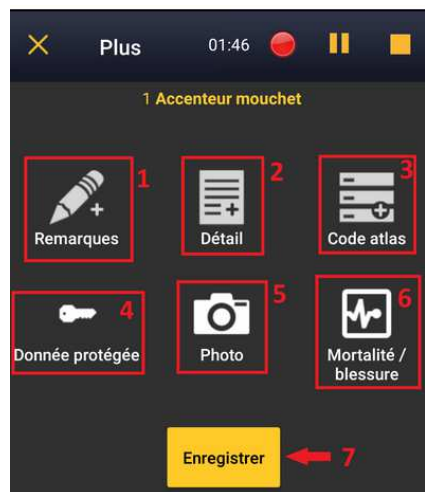 Plus 01:46
1 Accenteur mouchet
1 2 3
Remarques Détail Code atlas
4 5 6
Donnée protégée Photo Mortalité /
blessure
Enregistrer 7